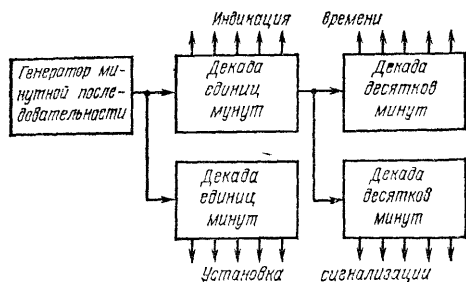 Индикация времени
Генератор ми-
нутной после-
довательности
Декада
единиц
мунут
Декада
десятков
минут
Декада
единиц
минут
Декада
десятков
минут
Установка сигнализации